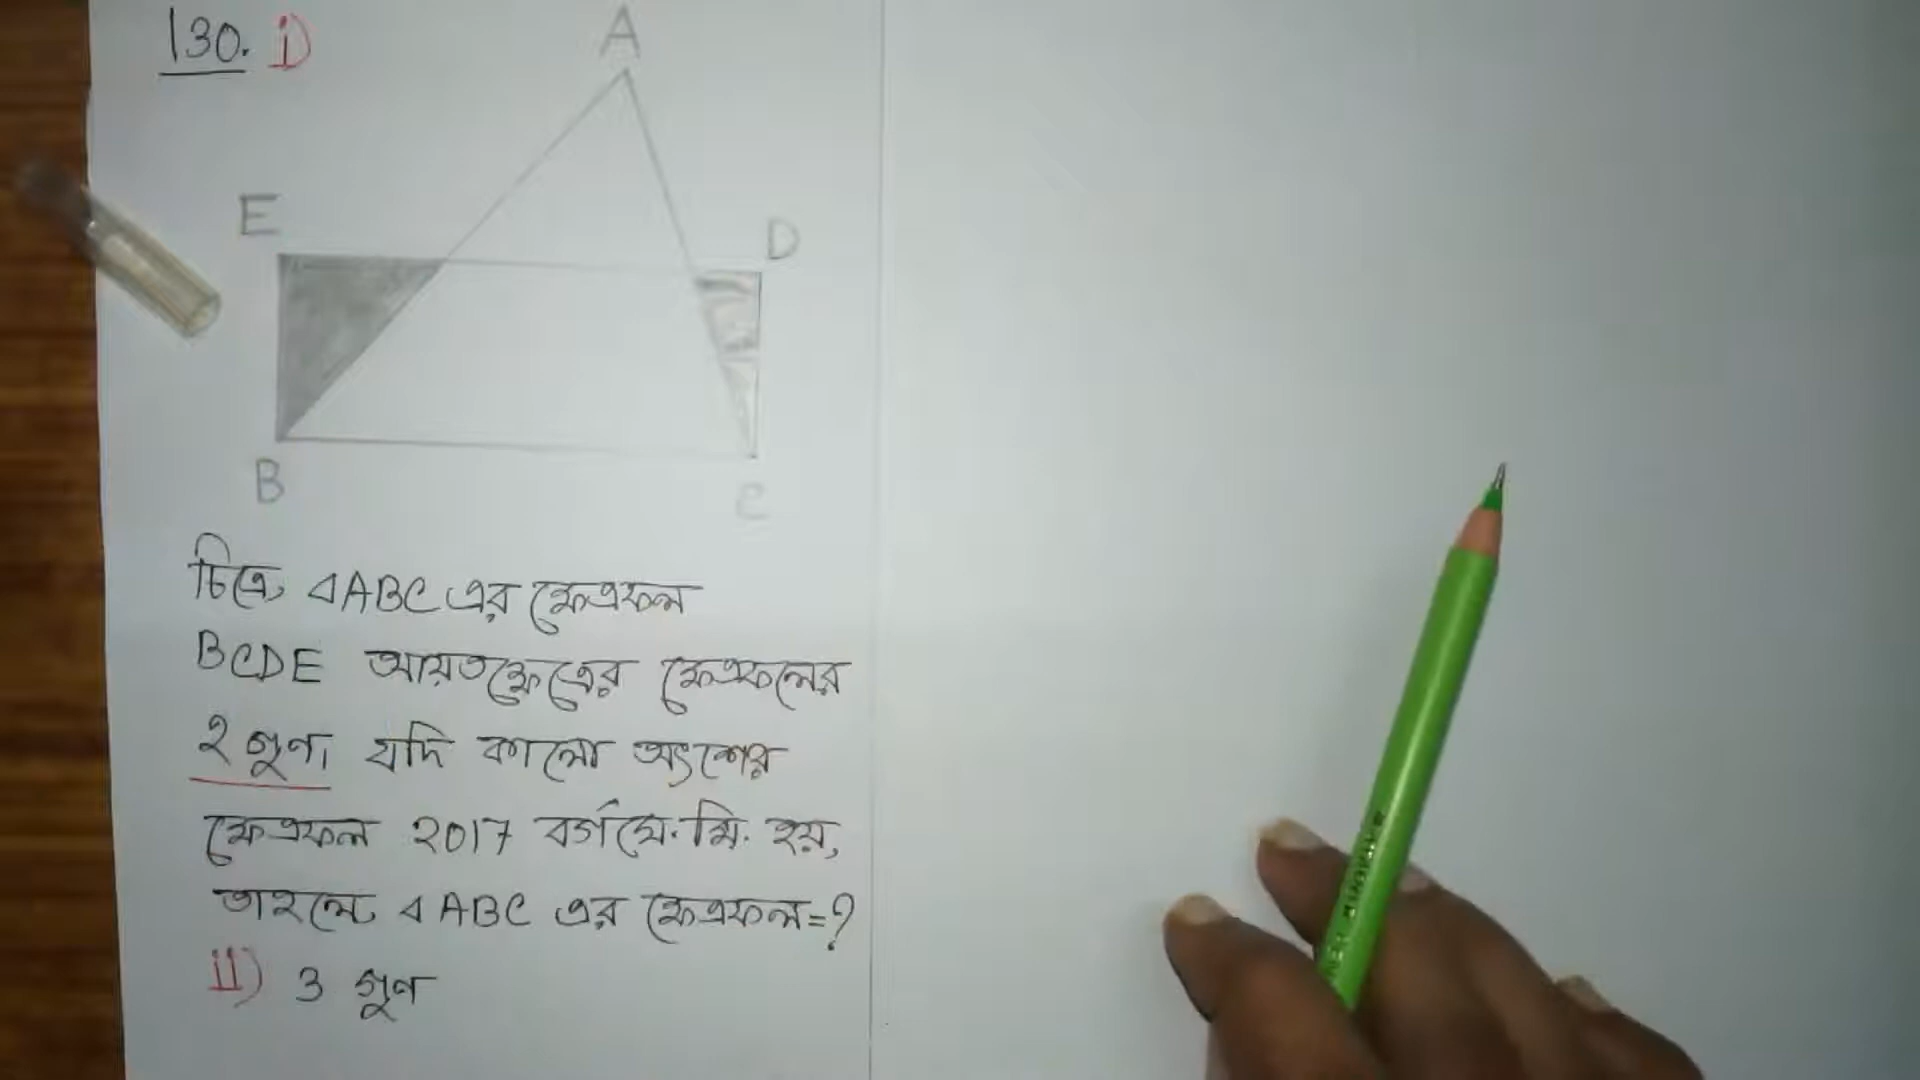 130. i)
A
E
D
B
C
চিত্রে ⊿ABC এর ক্ষেত্রফল
BCDE আয়তক্ষেত্রের ক্ষেত্রফলের
২ গুণ। যদি কালো অংশের
ক্ষেত্রফল 2017 বর্গ সে.মি. হয়,
তাহলে ⊿ABC এর ক্ষেত্রফল=?
ii) 3 গুণ